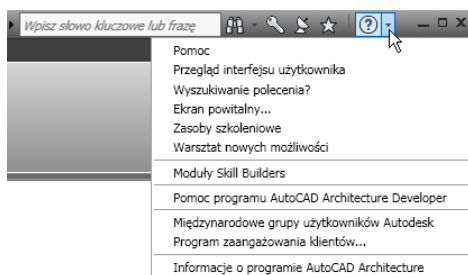 Wpisz słowo kluczowe lub frazę
Pomoc
Przegląd interfejsu użytkownika
Wyszukiwanie polecenia?
Ekran powitalny...
Zasoby szkoleniowe
Warsztat nowych możliwości
Moduły Skill Builders
Pomoc programu AutoCAD Architecture Developer
Międzynarodowe grupy użytkowników Autodesk
Program zaangażowania klientów...
Informacje o programie AutoCAD Architecture